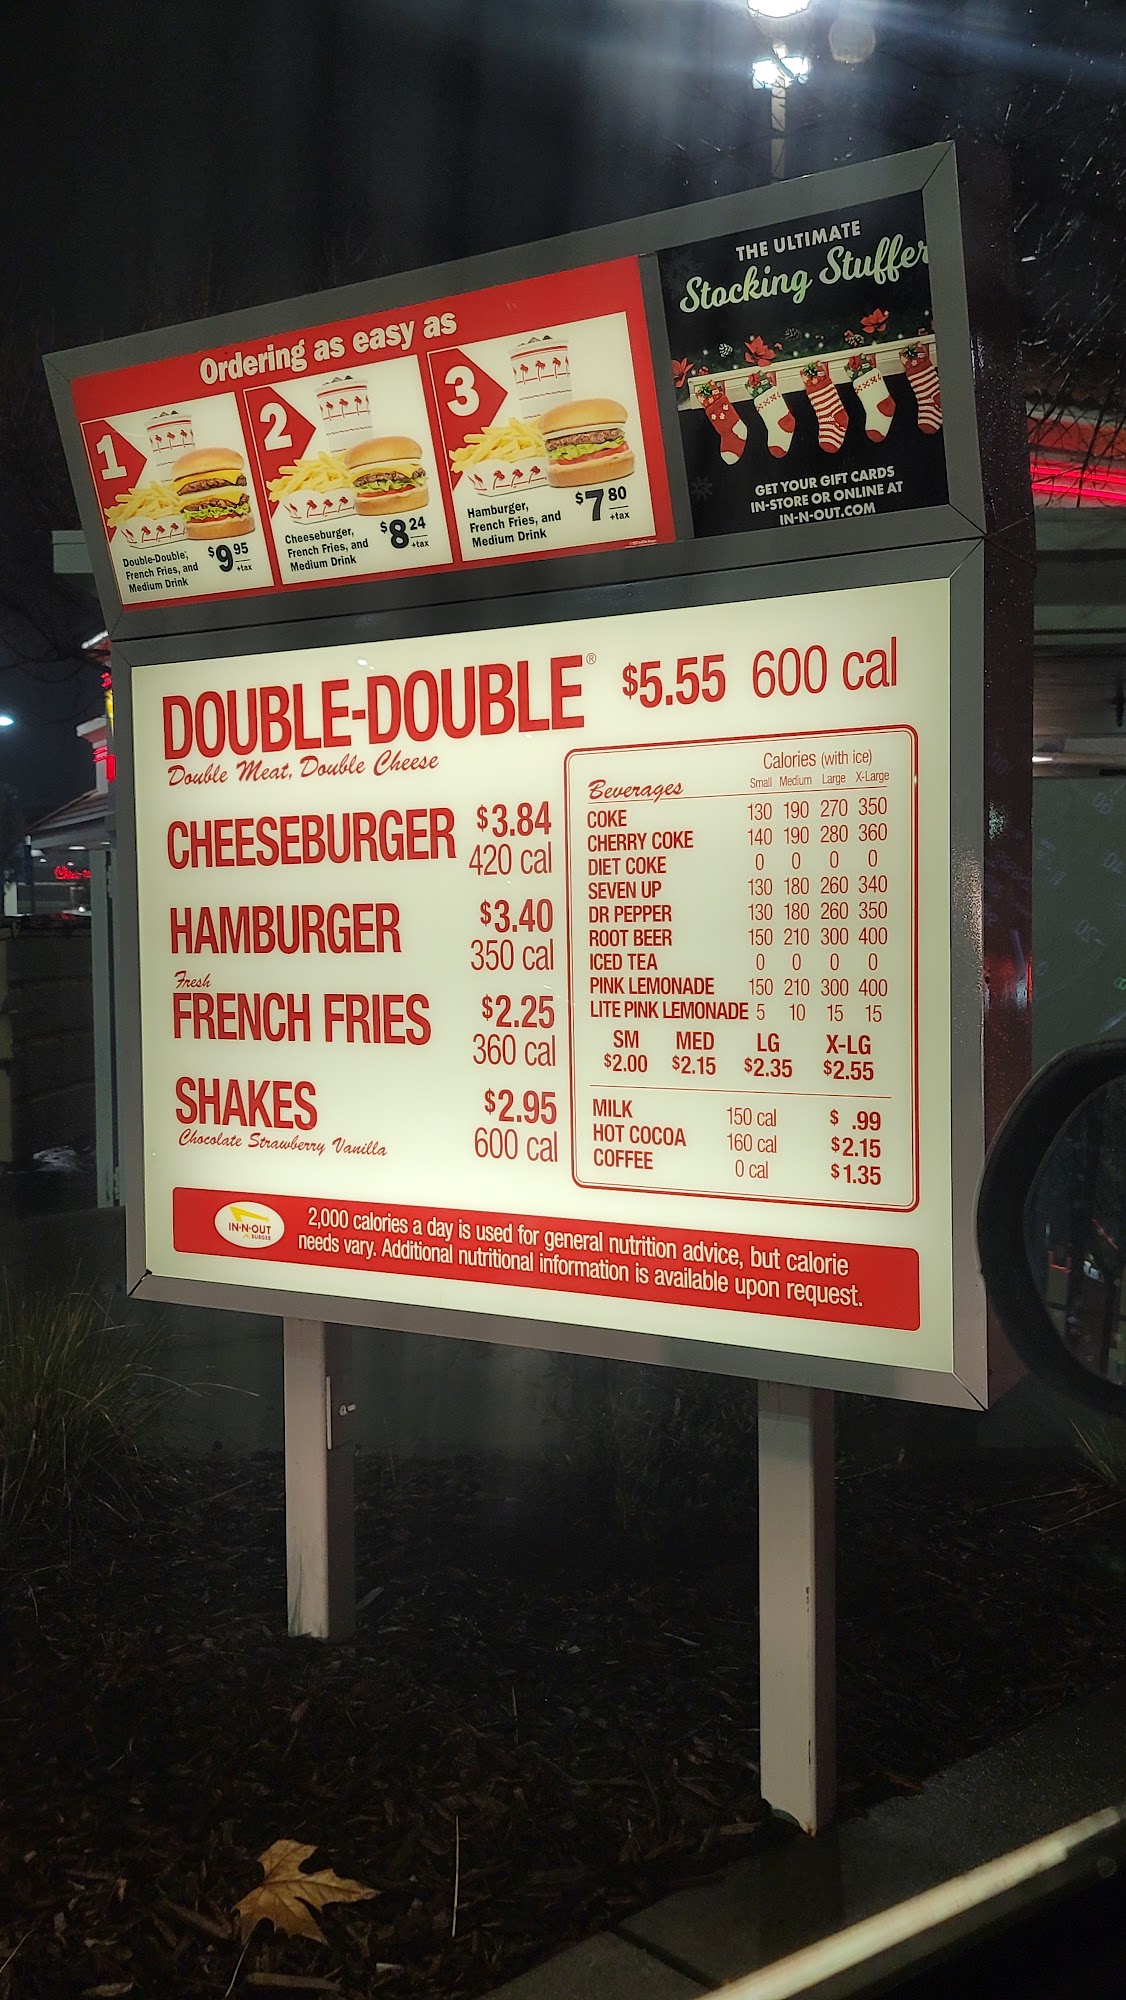 THE ULTIMATE
Stocking Stuffer
GET YOUR GIFT CARDS
IN-STORE OR ONLINE AT
IN-N-OUT.COM
Ordering as easy as
1
Double-Double,
French Fries, and
Medium Drink
$9.95
+tax
2
Cheeseburger,
French Fries, and
Medium Drink
$8.24
+tax
3
Hamburger,
French Fries, and
Medium Drink
$7.80
+tax
DOUBLE-DOUBLE® $5.55 600 cal
Double Meat, Double Cheese
CHEESEBURGER $3.84
420 cal
HAMBURGER $3.40
350 cal
Fresh
FRENCH FRIES $2.25
360 cal
SHAKES $2.95
Chocolate Strawberry Vanilla 600 cal
Calories (with ice)
Beverages Small Medium Large X-Large
COKE 130 190 270 350
CHERRY COKE 140 190 280 360
DIET COKE 0 0 0 0
SEVEN UP 130 180 260 340
DR PEPPER 130 180 260 350
ROOT BEER 150 210 300 400
ICED TEA 0 0 0 0
PINK LEMONADE 150 210 300 400
LITE PINK LEMONADE 5 10 15 15
SM MED LG X-LG
$2.00 $2.15 $2.35 $2.55
MILK 150 cal $ .99
HOT COCOA 160 cal $2.15
COFFEE 0 cal $1.35
IN-N-OUT
BURGER
2,000 calories a day is used for general nutrition advice, but calorie
needs vary. Additional nutritional information is available upon request.